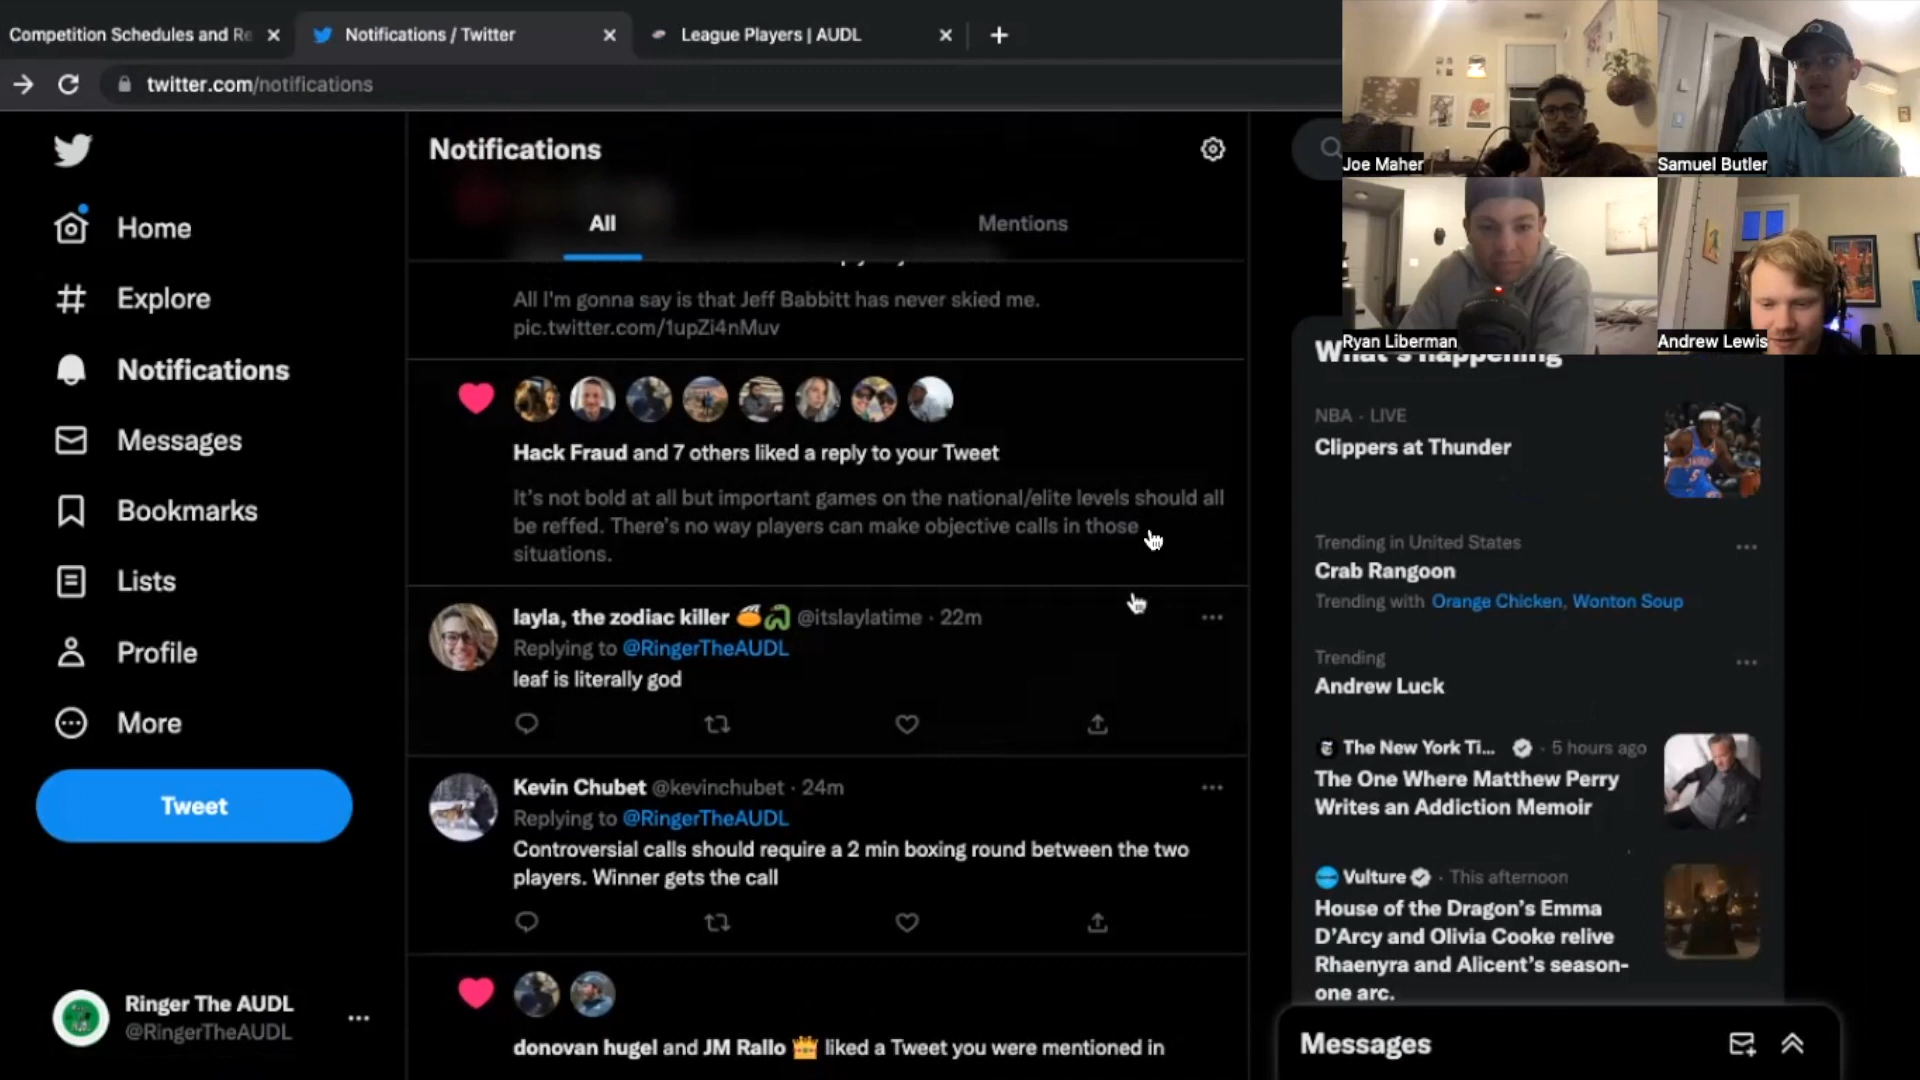 Competition Schedules and Re
Notifications / Twitter
League Players | AUDL
twitter.com/notifications
Joe Maher
Samuel Butler
Ryan Liberman
Andrew Lewis
Home
Explore
Notifications
Messages
Bookmarks
Lists
Profile
More
Tweet
Ringer The AUDL
@RingerTheAUDL
Notifications
All
Mentions
All I'm gonna say is that Jeff Babbitt has never skied me.
pic.twitter.com/1upZi4nMuv
Hack Fraud and 7 others liked a reply to your Tweet
It's not bold at all but important games on the national/elite levels should all
be reffed. There's no way players can make objective calls in those
situations.
layla, the zodiac killer @itslaylatime · 22m
Replying to @RingerTheAUDL
leaf is literally god
Kevin Chubet @kevinchubet · 24m
Replying to @RingerTheAUDL
Controversial calls should require a 2 min boxing round between the two
players. Winner gets the call
donovan hugel and JM Rallo 👑 liked a Tweet you were mentioned in
What's happening
NBA · LIVE
Clippers at Thunder
Trending in United States
Crab Rangoon
Trending with Orange Chicken, Wonton Soup
Trending
Andrew Luck
The New York Ti... · 5 hours ago
The One Where Matthew Perry
Writes an Addiction Memoir
Vulture · This afternoon
House of the Dragon's Emma
D'Arcy and Olivia Cooke relive
Rhaenyra and Alicent's season-
one arc.
Messages